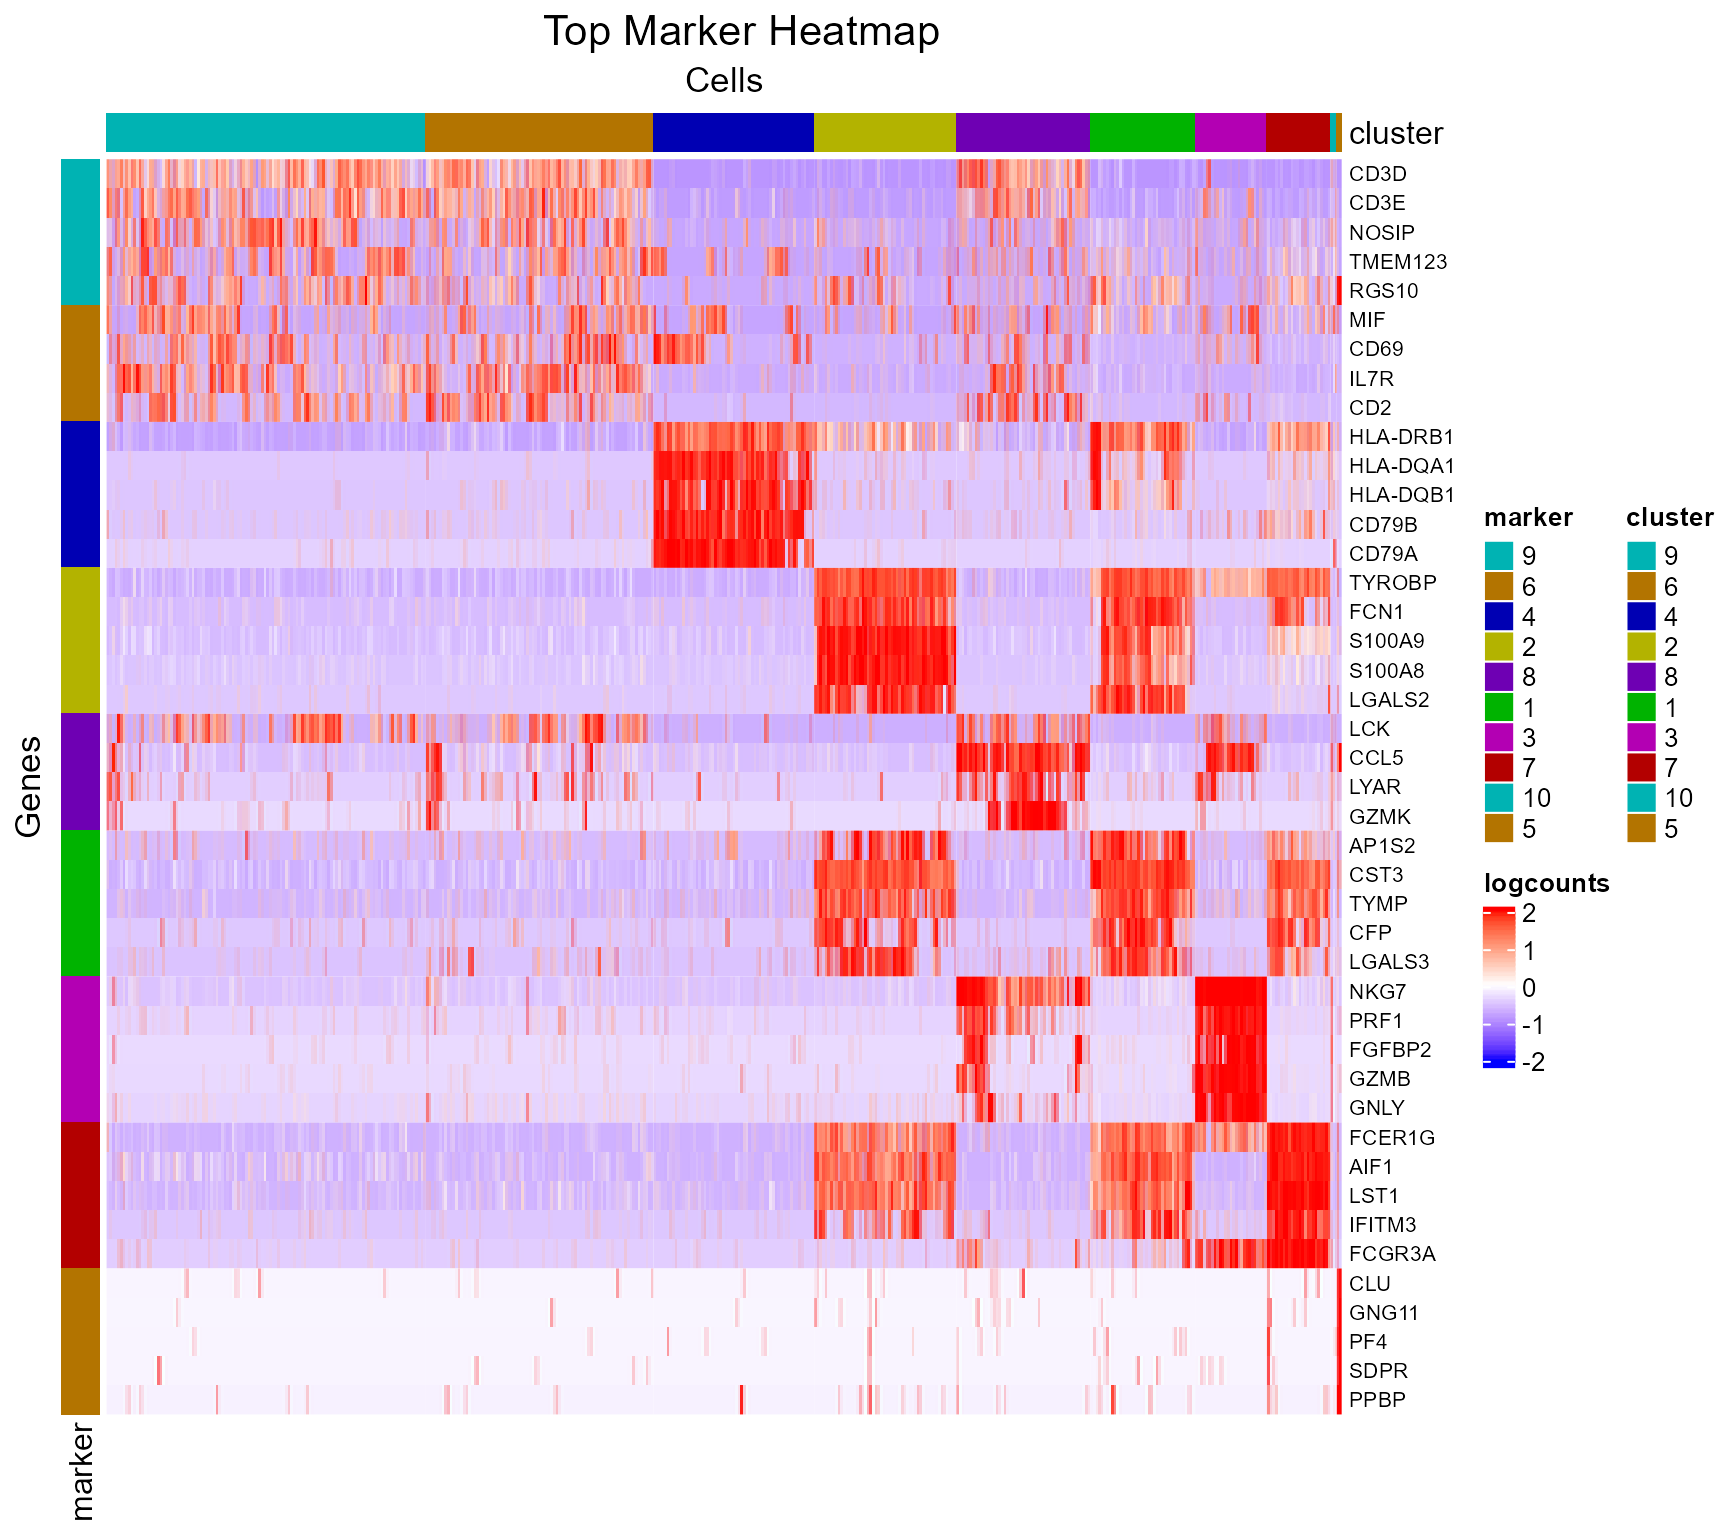 Top Marker Heatmap
Cells
cluster
CD3D
CD3E
NOSIP
TMEM123
RGS10
MIF
CD69
IL7R
CD2
HLA-DRB1
HLA-DQA1
HLA-DQB1
CD79B
CD79A
TYROBP
FCN1
S100A9
S100A8
LGALS2
LCK
CCL5
LYAR
GZMK
AP1S2
CST3
TYMP
CFP
LGALS3
NKG7
PRF1
FGFBP2
GZMB
GNLY
FCER1G
AIF1
LST1
IFITM3
FCGR3A
CLU
GNG11
PF4
SDPR
PPBP
Genes
marker
marker
9
6
4
2
8
1
3
7
10
5
cluster
9
6
4
2
8
1
3
7
10
5
logcounts
2
1
0
-1
-2